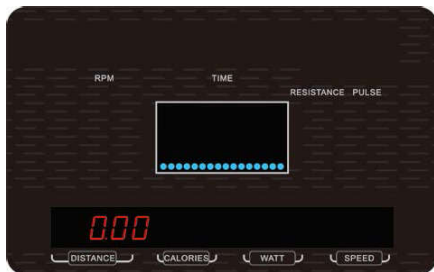 RPM TIME
RESISTANCE PULSE
0.00
DISTANCE CALORIES WATT SPEED